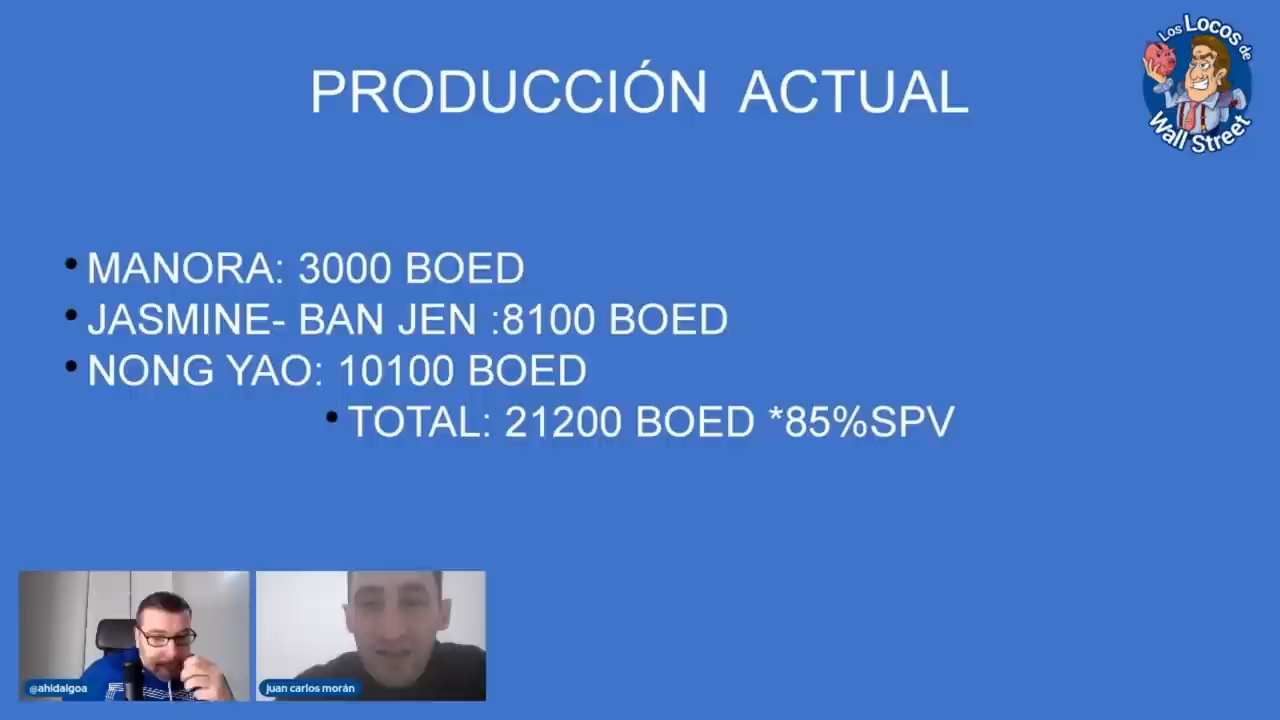 Los Locos de
Wall Street
PRODUCCIÓN ACTUAL
• MANORA: 3000 BOED
• JASMINE- BAN JEN :8100 BOED
• NONG YAO: 10100 BOED
• TOTAL: 21200 BOED *85%SPV
@ahidalgoa
juan carlos morán